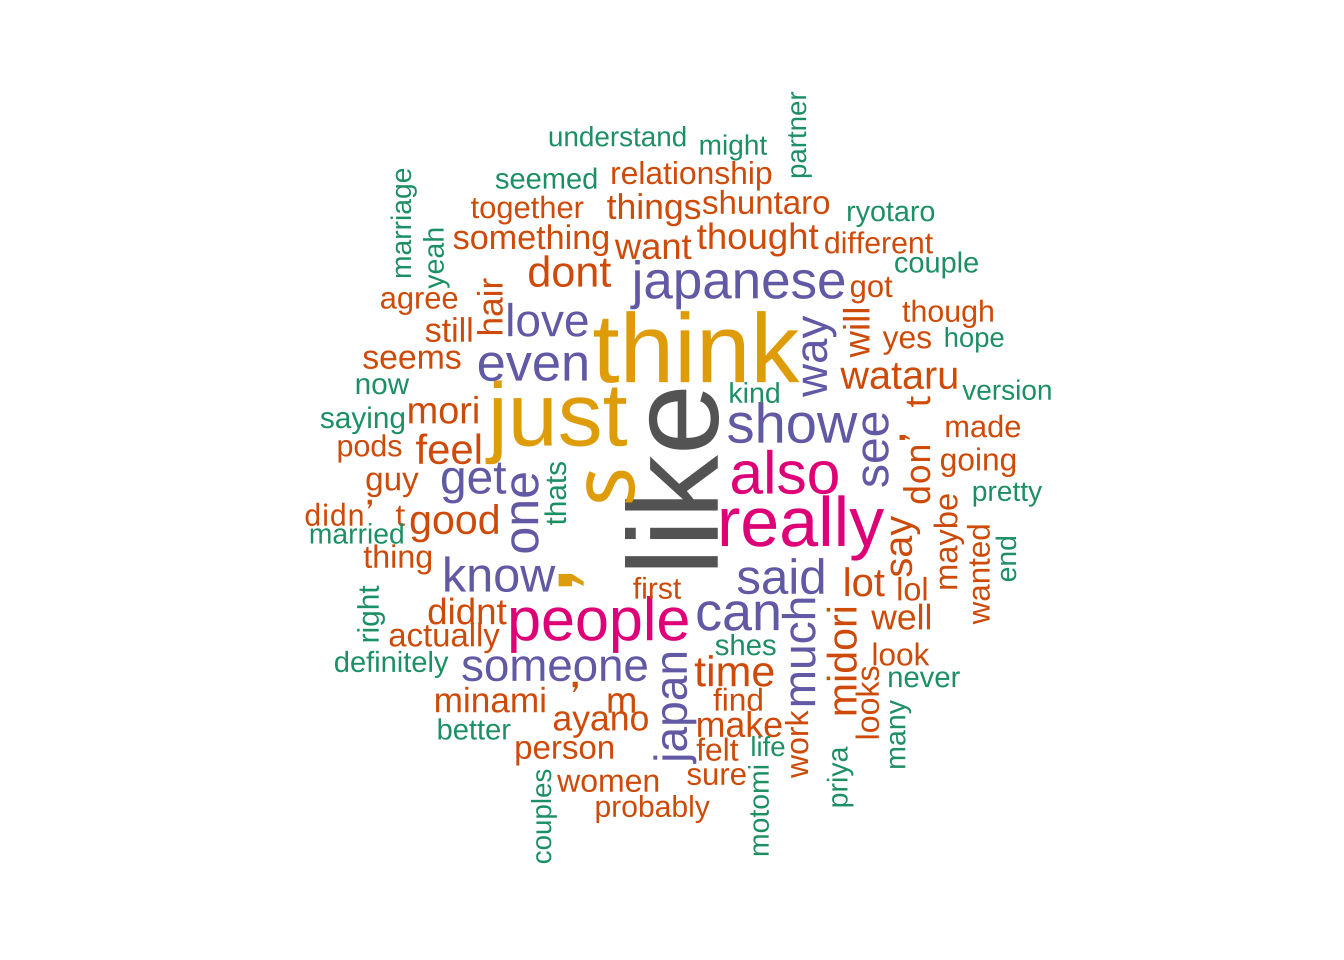 partner
understand
might
relationship
marriage
seemed
together
things
shuntaro
ryotaro
yeah
something
want
thought
different
dont
japanese
couple
hair
agree
got
love
way
will
though
still
think
yes
hope
seems
even
wataru
now
kind
version
t
just
like
mori
saying
show
see
made
pods
feel
also
don’
going
guy
get
s
pretty
one
thats
really
didn’ t
good
say
maybe
married
wanted
end
thing
know
’
said
lot
lol
first
right
didnt
people
can
much
midori
well
actually
shes
definitely
someone
japan
time
look
never
minami
’ m
find
looks
many
ayano
make
better
work
person
felt
life
priya
women
sure
couples
motomi
probably